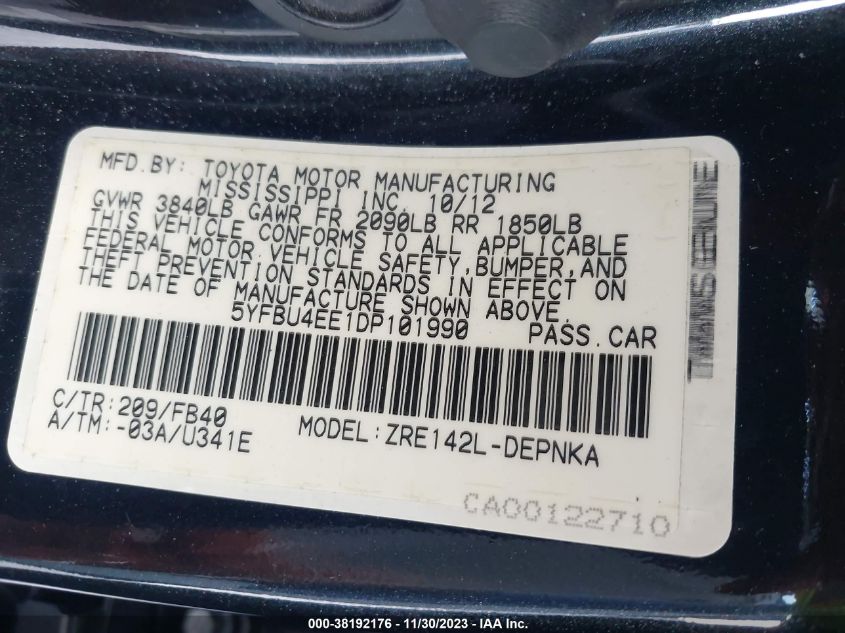 MFD.BY: TOYOTA MOTOR MANUFACTURING
MISSISSIPPI INC. 10/12
GVWR 3840LB GAWR FR 2090LB RR 1850LB
THIS VEHICLE CONFORMS TO ALL APPLICABLE
FEDERAL MOTOR VEHICLE SAFETY,BUMPER,AND
THEFT PREVENTION STANDARDS IN EFFECT ON
THE DATE OF MANUFACTURE SHOWN ABOVE.
5YFBU4EE1DP101990 PASS.CAR
C/TR:209/FB40
A/TM:-03A/U341E
MODEL:ZRE142L-DEPNKA
CA00122710
000-38192176 - 11/30/2023 - IAA Inc.